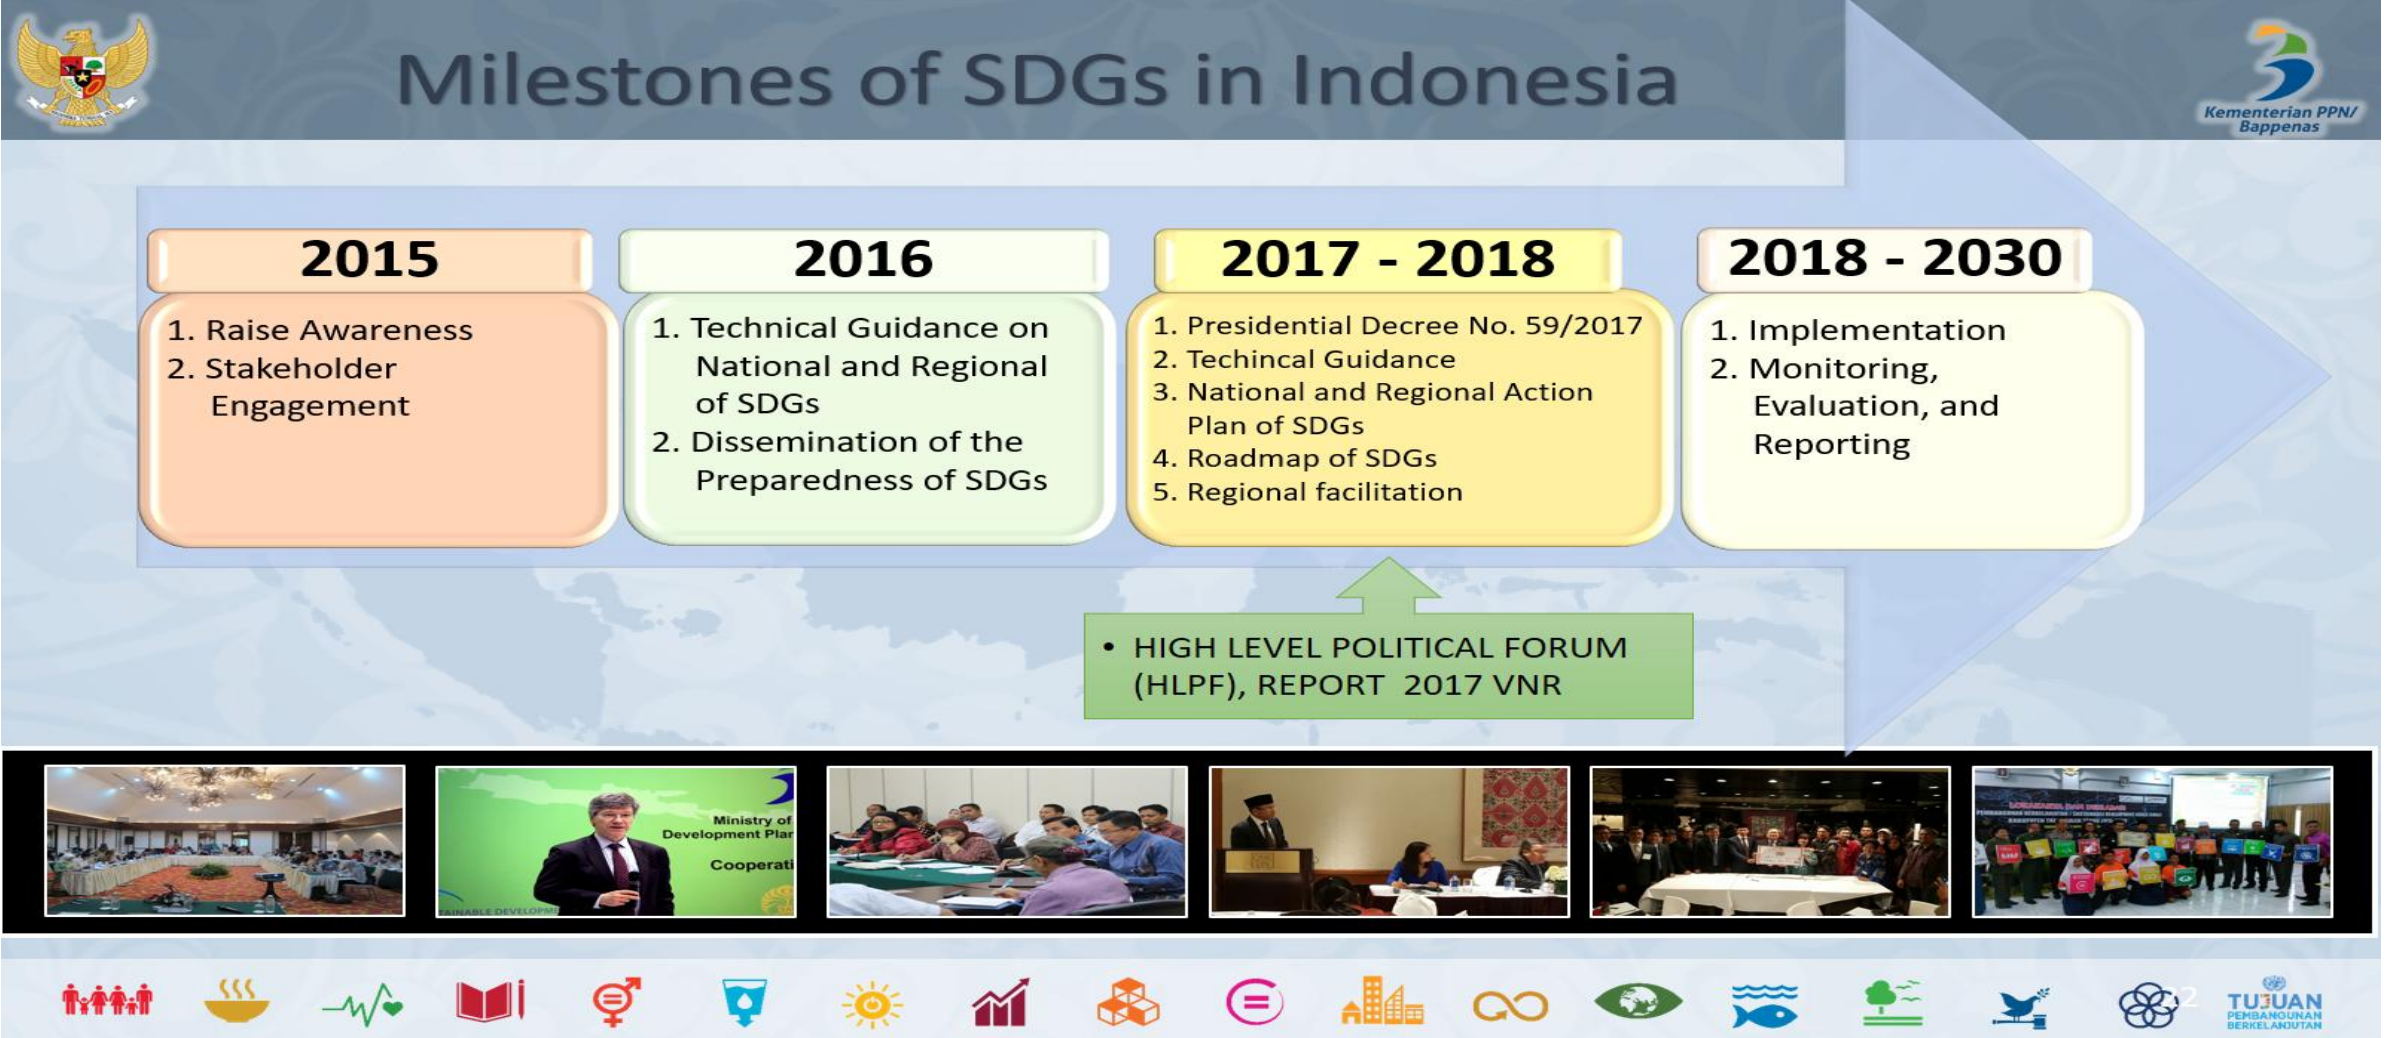 Milestones of SDGs in Indonesia
Kementerian PPN/
Bappenas
2015
1. Raise Awareness
2. Stakeholder
Engagement
2016
1. Technical Guidance on
National and Regional
of SDGs
2. Dissemination of the
Preparedness of SDGs
2017 - 2018
1. Presidential Decree No. 59/2017
2. Techincal Guidance
3. National and Regional Action
Plan of SDGs
4. Roadmap of SDGs
5. Regional facilitation
2018 - 2030
1. Implementation
2. Monitoring,
Evaluation, and
Reporting
• HIGH LEVEL POLITICAL FORUM
(HLPF), REPORT 2017 VNR
Ministry of
Development Plan
Cooperati
AINABLE DEVELOPME
22
TUJUAN
PEMBANGUNAN
BERKELANJUTAN